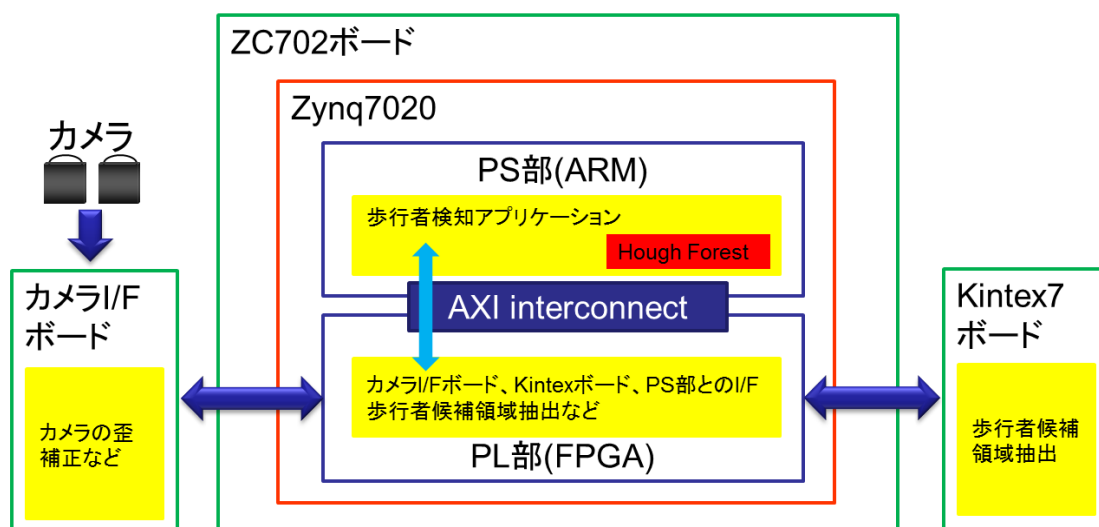 ZC702ボード
Zynq7020
カメラ
PS部(ARM)
歩行者検知アプリケーション
Hough Forest
カメラI/F
ボード
AXI interconnect
Kintex7
ボード
カメラの歪
補正など
カメラI/Fボード、Kintexボード、PS部とのI/F
歩行者候補領域抽出など
歩行者候補
領域抽出
PL部(FPGA)